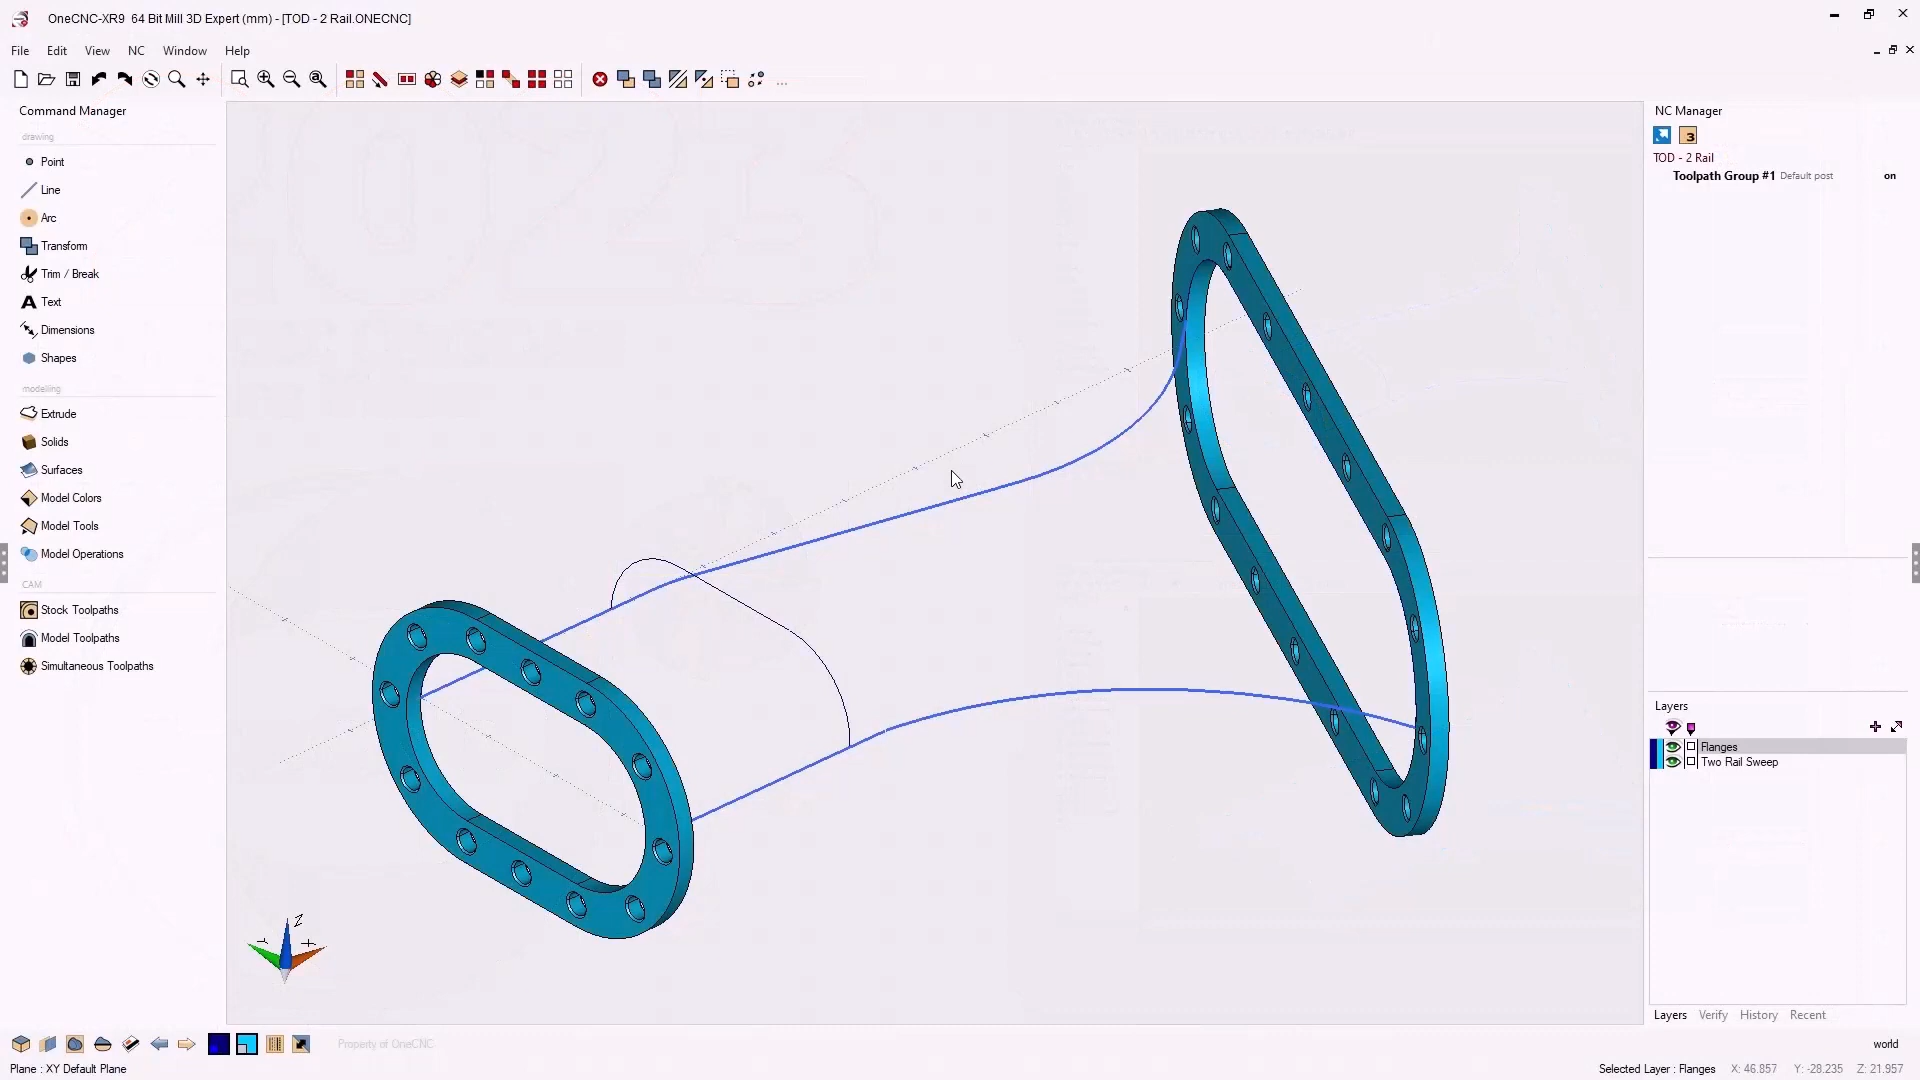 OneCNC-XR9 64 Bit Mill 3D Expert (mm) - [TOD - 2 Rail.ONECNC]
File Edit View NC Window Help
Command Manager
drawing
Point
Line
Arc
Transform
Trim / Break
Text
Dimensions
Shapes
modelling
Extrude
Solids
Surfaces
Model Colors
Model Tools
Model Operations
CAM
Stock Toolpaths
Model Toolpaths
Simultaneous Toolpaths
Z
NC Manager
3
TOD - 2 Rail
Toolpath Group #1 Default post on
Layers
Flanges
Two Rail Sweep
Layers Verify History Recent
Property of OneCNC
world
Plane : XY Default Plane
Selected Layer : Flanges X: 46.857 Y: -28.235 Z: 21.957